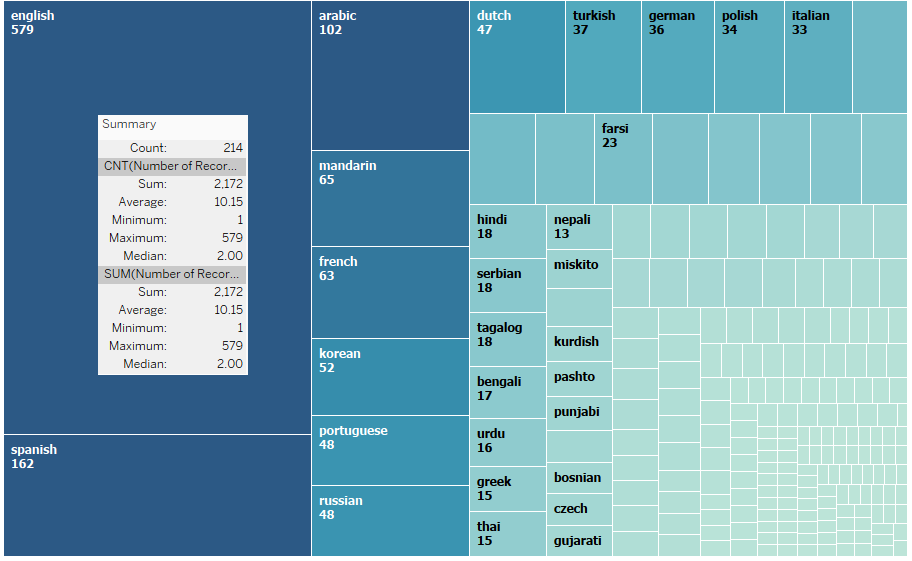 english
579
spanish
162
Summary
Count: 214
CNT(Number of Recor...
Sum: 2,172
Average: 10.15
Minimum: 1
Maximum: 579
Median: 2.00
SUM(Number of Recor...
Sum: 2,172
Average: 10.15
Minimum: 1
Maximum: 579
Median: 2.00
arabic
102
mandarin
65
french
63
korean
52
portuguese
48
russian
48
dutch
47
turkish
37
german
36
polish
34
italian
33
farsi
23
hindi
18
serbian
18
tagalog
18
bengali
17
urdu
16
greek
15
thai
15
nepali
13
miskito
kurdish
pashto
punjabi
bosnian
czech
gujarati